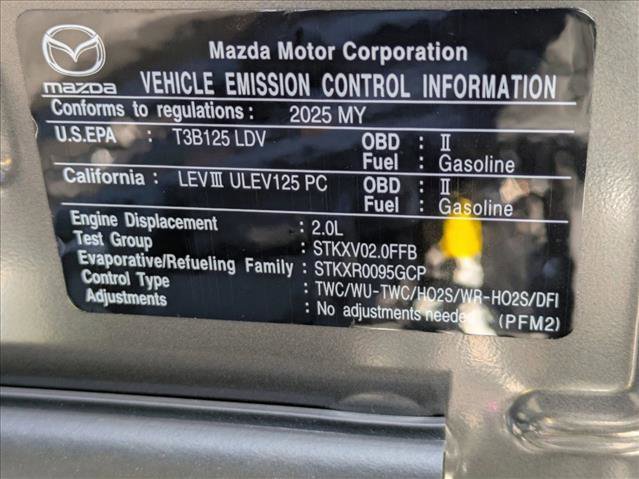 Mazda Motor Corporation
mazda VEHICLE EMISSION CONTROL INFORMATION
Conforms to regulations : 2025 MY
U.S.EPA : T3B125 LDV OBD : II
Fuel : Gasoline
California : LEV III ULEV125 PC OBD : II
Fuel : Gasoline
Engine Displacement : 2.0L
Test Group : STKXV02.0FFB
Evaporative/Refueling Family : STKXR0095GCP
Control Type : TWC/WU-TWC/HO2S/WR-HO2S/DFI
Adjustments : No adjustments needed (PFM2)